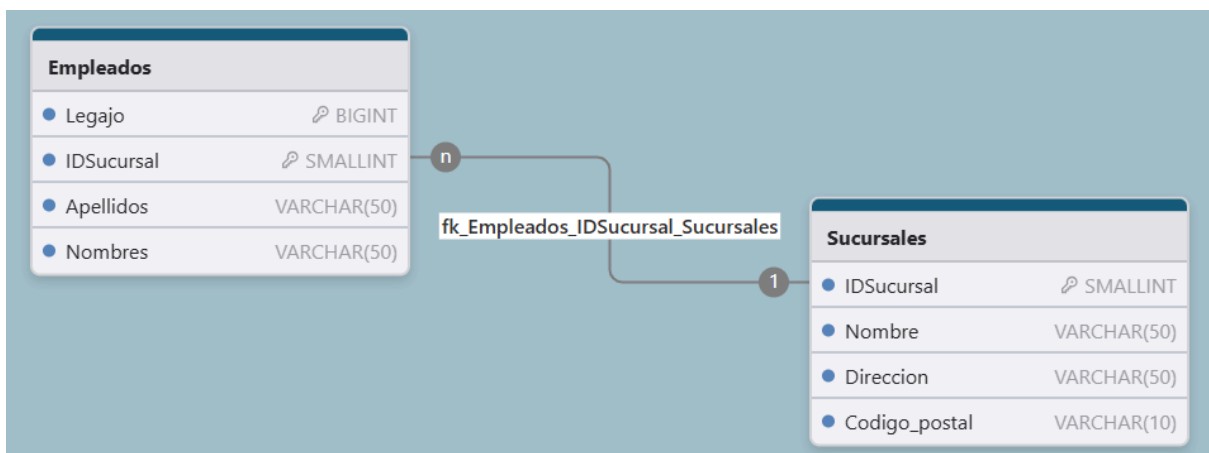 Empleados
Legajo BIGINT
IDSucursal SMALLINT
Apellidos VARCHAR(50)
Nombres VARCHAR(50)
n
fk_Empleados_IDSucursal_Sucursales
1
Sucursales
IDSucursal SMALLINT
Nombre VARCHAR(50)
Direccion VARCHAR(50)
Codigo_postal VARCHAR(10)